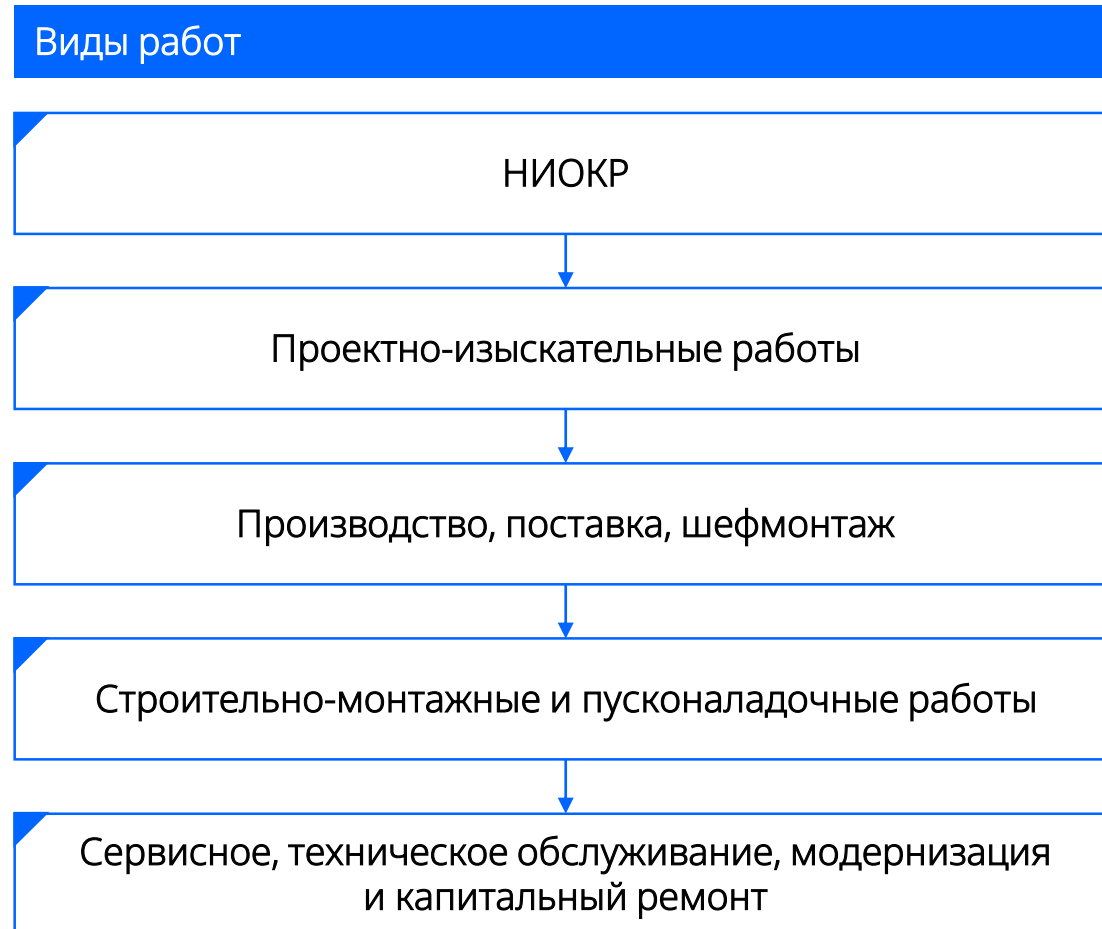 Виды работ
НИОКР
Проектно-изыскательные работы
Производство, поставка, шефмонтаж
Строительно-монтажные и пусконаладочные работы
Сервисное, техническое обслуживание, модернизация
и капитальный ремонт